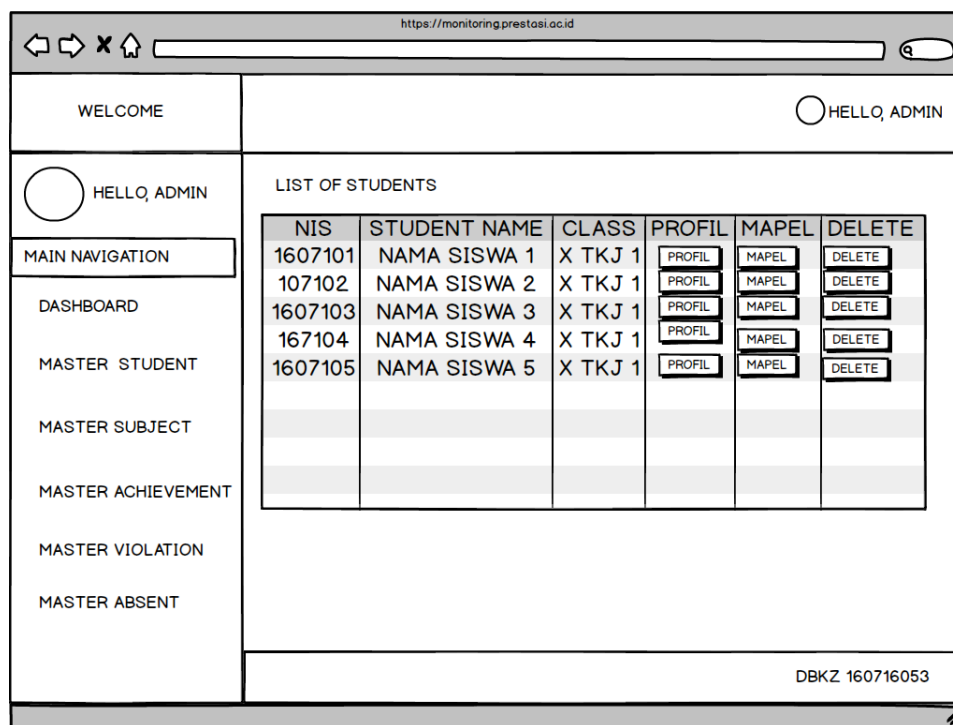 https://monitoring.prestasi.ac.id
WELCOME
HELLO, ADMIN
HELLO, ADMIN
MAIN NAVIGATION
DASHBOARD
MASTER STUDENT
MASTER SUBJECT
MASTER ACHIEVEMENT
MASTER VIOLATION
MASTER ABSENT
LIST OF STUDENTS
NIS STUDENT NAME CLASS PROFIL MAPEL DELETE
1607101 NAMA SISWA 1 X TKJ 1 PROFIL MAPEL DELETE
107102 NAMA SISWA 2 X TKJ 1 PROFIL MAPEL DELETE
1607103 NAMA SISWA 3 X TKJ 1 PROFIL MAPEL DELETE
167104 NAMA SISWA 4 X TKJ 1 PROFIL MAPEL DELETE
1607105 NAMA SISWA 5 X TKJ 1 PROFIL MAPEL DELETE
DBKZ 160716053